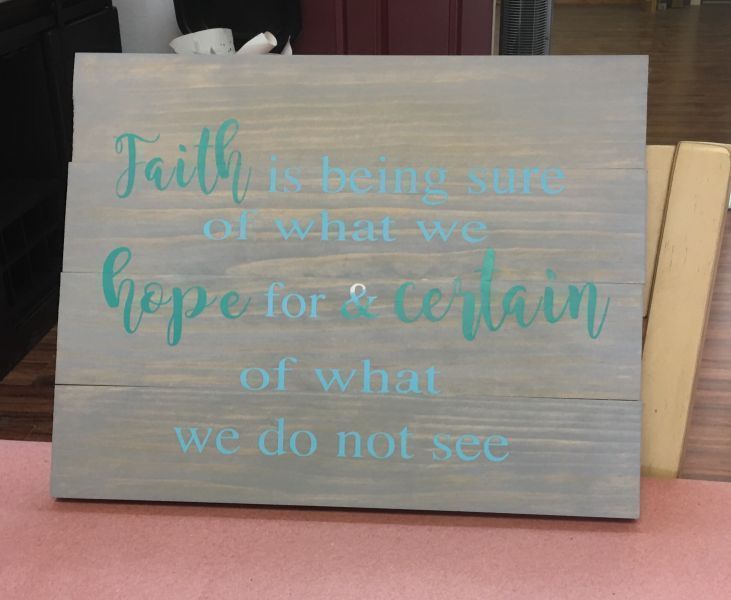 Faith is being sure
of what we
hope for & certain
of what
we do not see